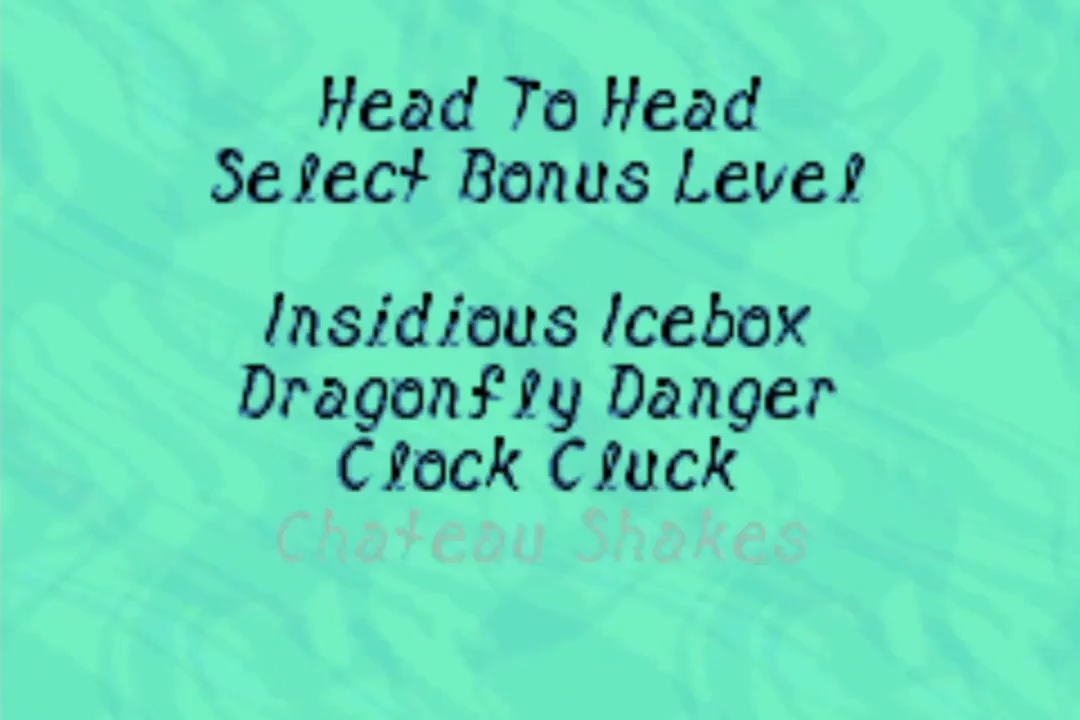 Head To Head
Select Bonus Level
Insidious Icebox
Dragonfly Danger
Clock Cluck
Chateau Shakes